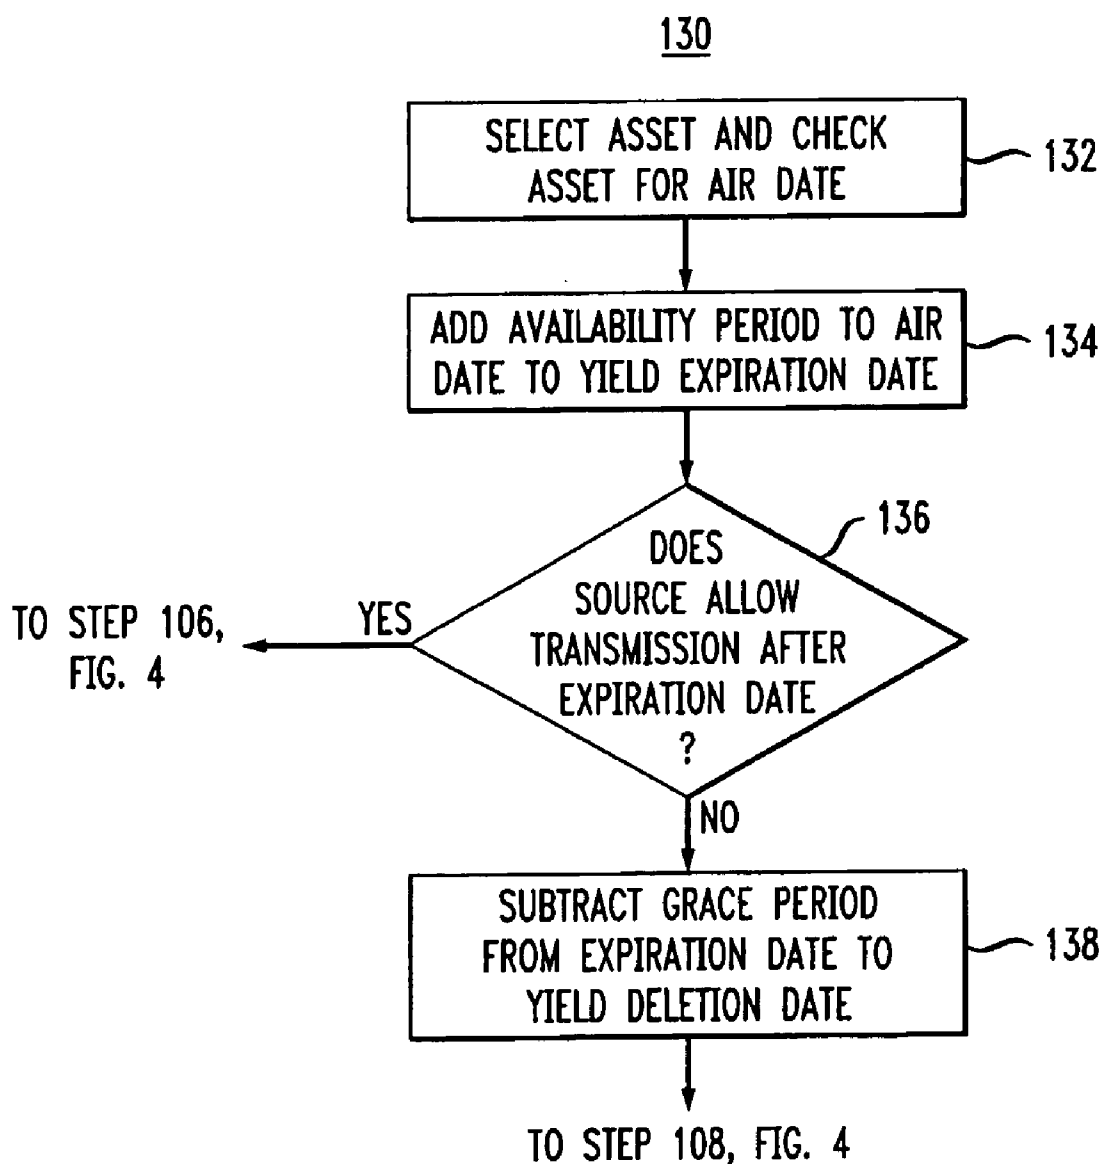 130
SELECT ASSET AND CHECK
ASSET FOR AIR DATE
132
ADD AVAILABILITY PERIOD TO AIR
DATE TO YIELD EXPIRATION DATE
134
136
DOES
SOURCE ALLOW
TRANSMISSION AFTER
EXPIRATION DATE
?
YES
TO STEP 106,
FIG. 4
NO
SUBTRACT GRACE PERIOD
FROM EXPIRATION DATE TO
YIELD DELETION DATE
138
TO STEP 108, FIG. 4